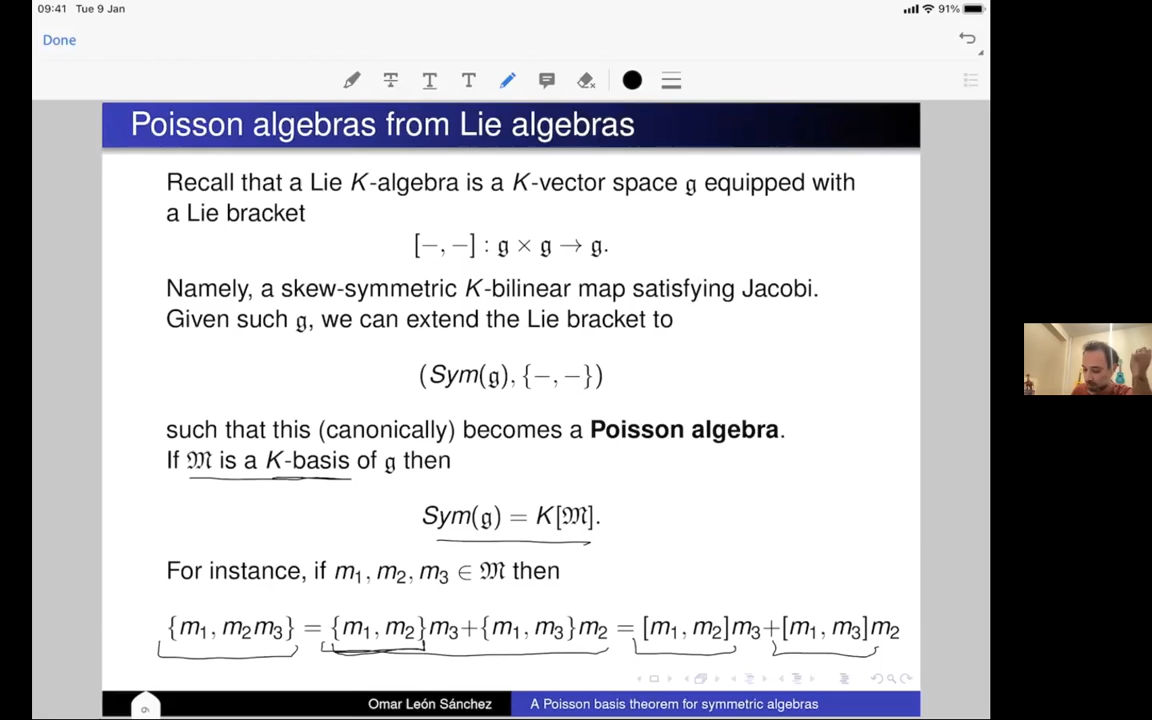 09:41 Tue 9 Jan
91%
Done
T T T
Poisson algebras from Lie algebras
Recall that a Lie K-algebra is a K-vector space 𝔤 equipped with
a Lie bracket
[−, −] : 𝔤 × 𝔤 → 𝔤.
Namely, a skew-symmetric K-bilinear map satisfying Jacobi.
Given such 𝔤, we can extend the Lie bracket to
(Sym(𝔤), {−, −})
such that this (canonically) becomes a Poisson algebra.
If 𝔐 is a K-basis of 𝔤 then
Sym(𝔤) = K[𝔐].
For instance, if m₁, m₂, m₃ ∈ 𝔐 then
{m₁, m₂m₃} = {m₁, m₂}m₃+{m₁, m₃}m₂ = [m₁, m₂]m₃+[m₁, m₃]m₂
Omar León Sánchez
A Poisson basis theorem for symmetric algebras